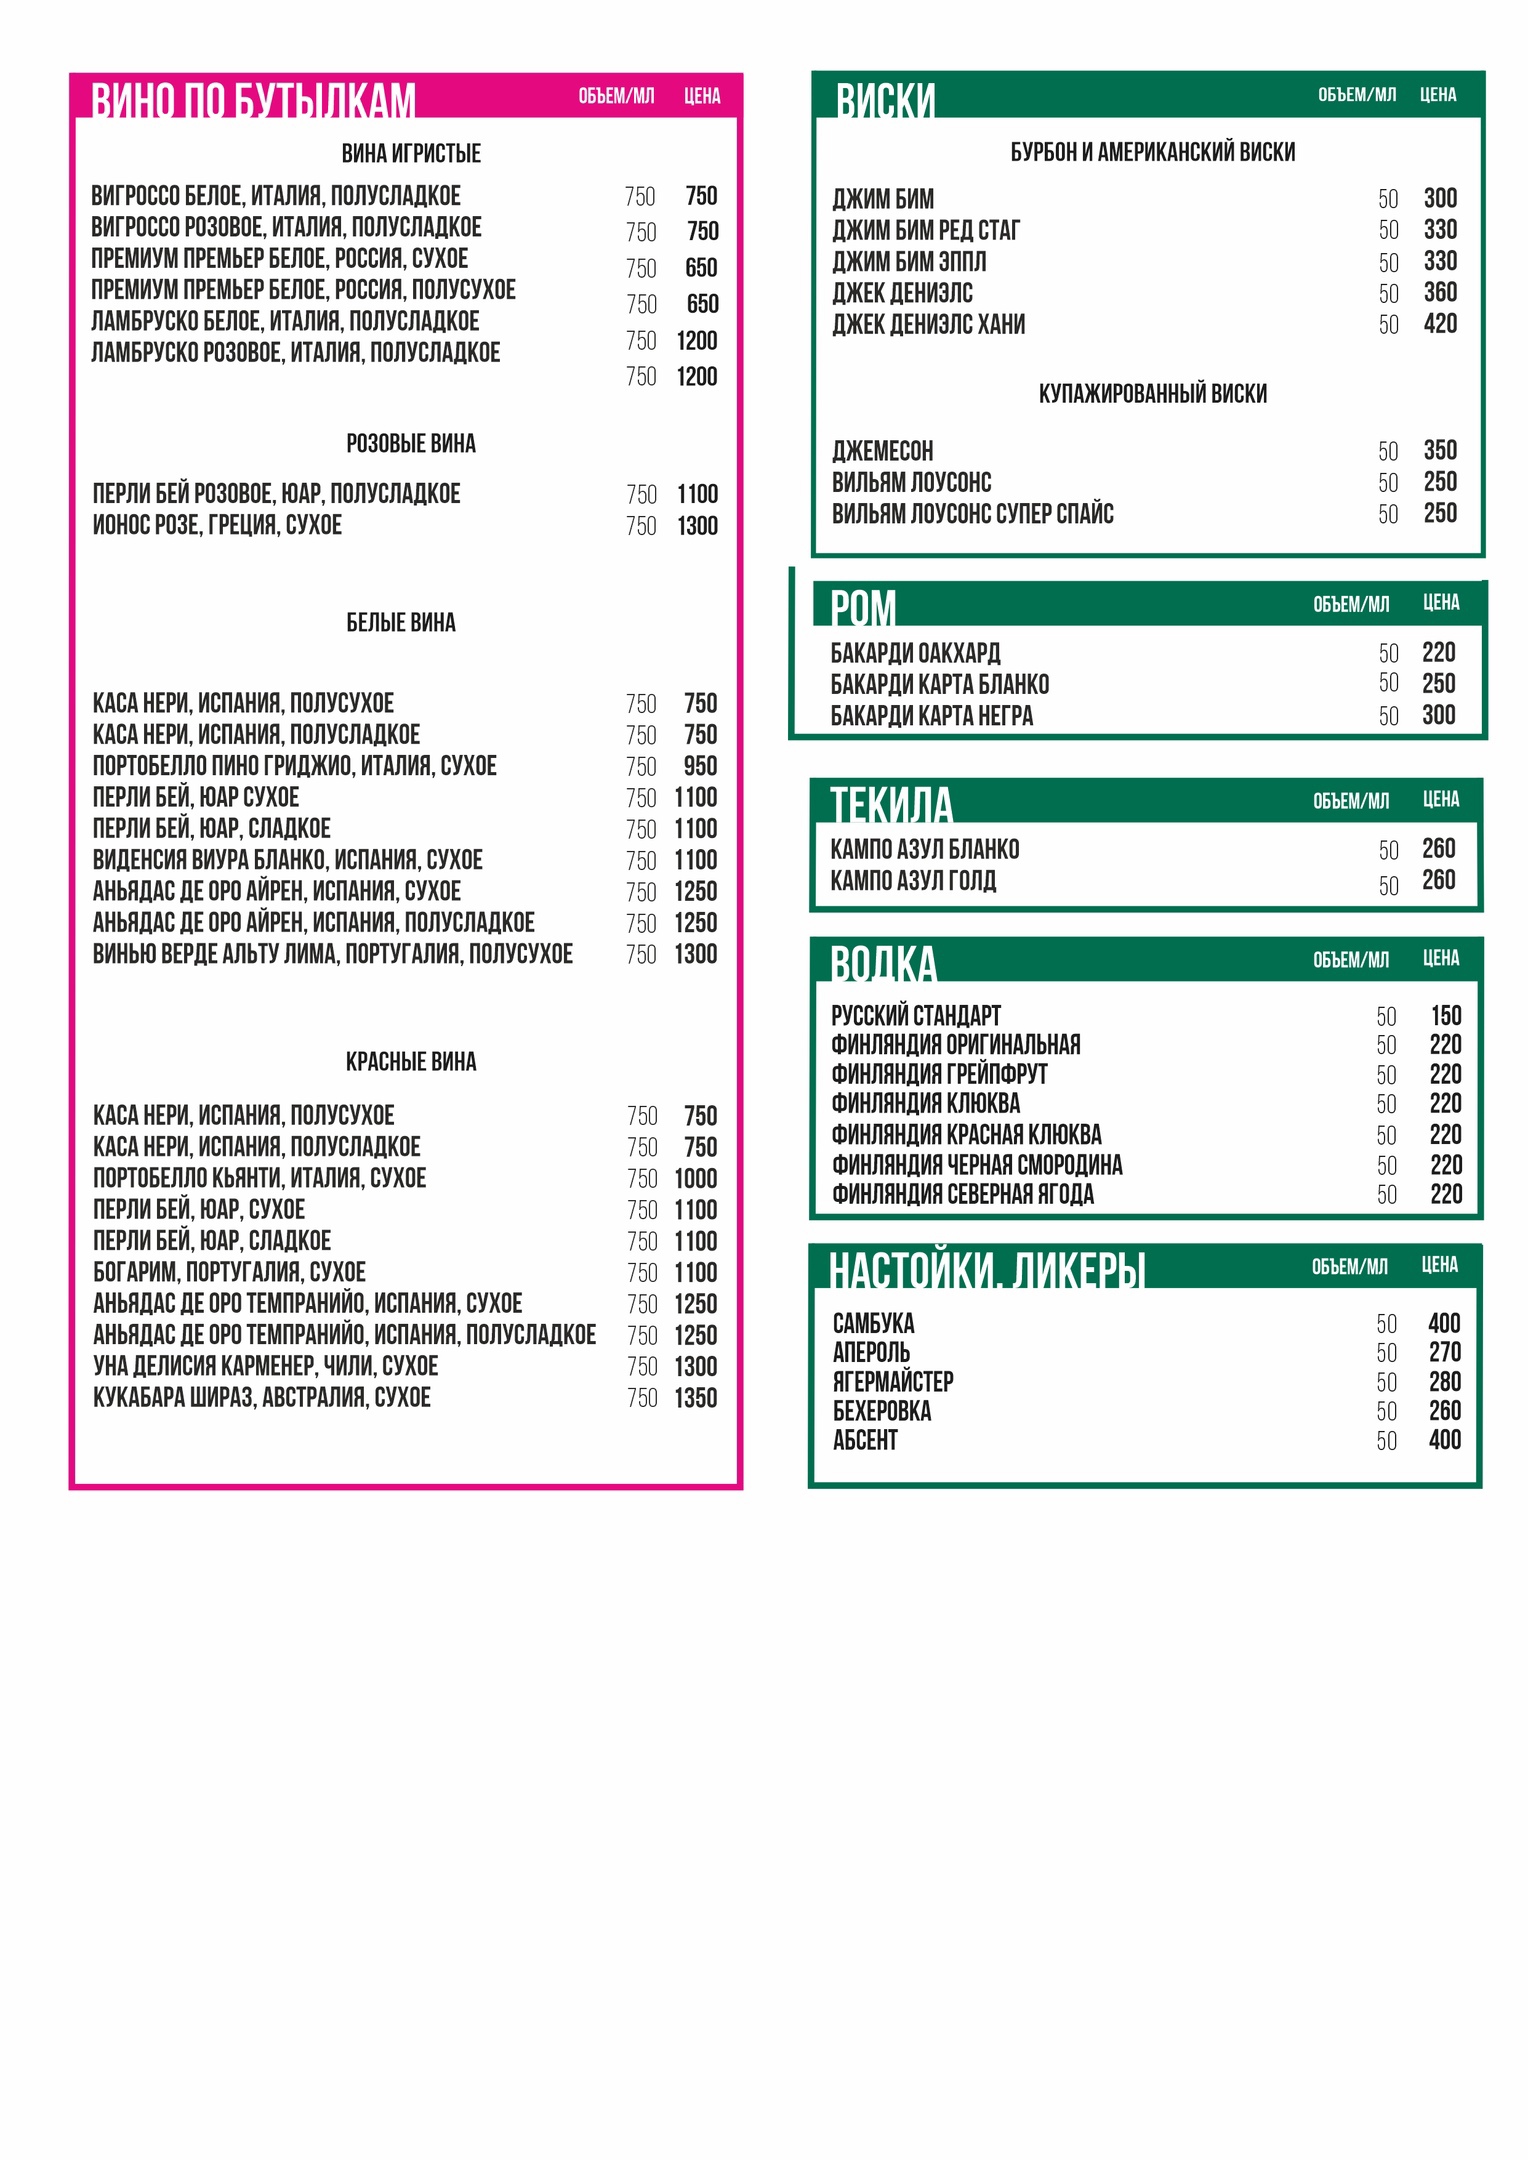 ВИНО ПО БУТЫЛКАМ ОБЪЕМ/МЛ ЦЕНА
ВИНА ИГРИСТЫЕ
ВИГРОССО БЕЛОЕ, ИТАЛИЯ, ПОЛУСЛАДКОЕ 750 750
ВИГРОССО РОЗОВОЕ, ИТАЛИЯ, ПОЛУСЛАДКОЕ 750 750
ПРЕМИУМ ПРЕМЬЕР БЕЛОЕ, РОССИЯ, СУХОЕ 750 650
ПРЕМИУМ ПРЕМЬЕР БЕЛОЕ, РОССИЯ, ПОЛУСУХОЕ 750 650
ЛАМБРУСКО БЕЛОЕ, ИТАЛИЯ, ПОЛУСЛАДКОЕ 750 1200
ЛАМБРУСКО РОЗОВОЕ, ИТАЛИЯ, ПОЛУСЛАДКОЕ 750 1200
РОЗОВЫЕ ВИНА
ПЕРЛИ БЕЙ РОЗОВОЕ, ЮАР, ПОЛУСЛАДКОЕ 750 1100
ИОНОС РОЗЕ, ГРЕЦИЯ, СУХОЕ 750 1300
БЕЛЫЕ ВИНА
КАСА НЕРИ, ИСПАНИЯ, ПОЛУСУХОЕ 750 750
КАСА НЕРИ, ИСПАНИЯ, ПОЛУСЛАДКОЕ 750 750
ПОРТОБЕЛЛО ПИНО ГРИДЖИО, ИТАЛИЯ, СУХОЕ 750 950
ПЕРЛИ БЕЙ, ЮАР СУХОЕ 750 1100
ПЕРЛИ БЕЙ, ЮАР, СЛАДКОЕ 750 1100
ВИДЕНСИЯ ВИУРА БЛАНКО, ИСПАНИЯ, СУХОЕ 750 1100
АНЬЯДАС ДЕ ОРО АЙРЕН, ИСПАНИЯ, СУХОЕ 750 1250
АНЬЯДАС ДЕ ОРО АЙРЕН, ИСПАНИЯ, ПОЛУСЛАДКОЕ 750 1250
ВИНЬЮ ВЕРДЕ АЛЬТУ ЛИМА, ПОРТУГАЛИЯ, ПОЛУСУХОЕ 750 1300
КРАСНЫЕ ВИНА
КАСА НЕРИ, ИСПАНИЯ, ПОЛУСУХОЕ 750 750
КАСА НЕРИ, ИСПАНИЯ, ПОЛУСЛАДКОЕ 750 750
ПОРТОБЕЛЛО КЬЯНТИ, ИТАЛИЯ, СУХОЕ 750 1000
ПЕРЛИ БЕЙ, ЮАР, СУХОЕ 750 1100
ПЕРЛИ БЕЙ, ЮАР, СЛАДКОЕ 750 1100
БОГАРИМ, ПОРТУГАЛИЯ, СУХОЕ 750 1100
АНЬЯДАС ДЕ ОРО ТЕМПРАНИЙО, ИСПАНИЯ, СУХОЕ 750 1250
АНЬЯДАС ДЕ ОРО ТЕМПРАНИЙО, ИСПАНИЯ, ПОЛУСЛАДКОЕ 750 1250
УНА ДЕЛИСИЯ КАРМЕНЕР, ЧИЛИ, СУХОЕ 750 1300
КУКАБАРА ШИРАЗ, АВСТРАЛИЯ, СУХОЕ 750 1350
ВИСКИ ОБЪЕМ/МЛ ЦЕНА
БУРБОН И АМЕРИКАНСКИЙ ВИСКИ
ДЖИМ БИМ 50 300
ДЖИМ БИМ РЕД СТАГ 50 330
ДЖИМ БИМ ЭППЛ 50 330
ДЖЕК ДЕНИЭЛС 50 360
ДЖЕК ДЕНИЭЛС ХАНИ 50 420
КУПАЖИРОВАННЫЙ ВИСКИ
ДЖЕМЕСОН 50 350
ВИЛЬЯМ ЛОУСОНС 50 250
ВИЛЬЯМ ЛОУСОНС СУПЕР СПАЙС 50 250
РОМ ОБЪЕМ/МЛ ЦЕНА
БАКАРДИ ОАКХАРД 50 220
БАКАРДИ КАРТА БЛАНКО 50 250
БАКАРДИ КАРТА НЕГРА 50 300
ТЕКИЛА ОБЪЕМ/МЛ ЦЕНА
КАМПО АЗУЛ БЛАНКО 50 260
КАМПО АЗУЛ ГОЛД 50 260
ВОДКА ОБЪЕМ/МЛ ЦЕНА
РУССКИЙ СТАНДАРТ 50 150
ФИНЛЯНДИЯ ОРИГИНАЛЬНАЯ 50 220
ФИНЛЯНДИЯ ГРЕЙПФРУТ 50 220
ФИНЛЯНДИЯ КЛЮКВА 50 220
ФИНЛЯНДИЯ КРАСНАЯ КЛЮКВА 50 220
ФИНЛЯНДИЯ ЧЕРНАЯ СМОРОДИНА 50 220
ФИНЛЯНДИЯ СЕВЕРНАЯ ЯГОДА 50 220
НАСТОЙКИ, ЛИКЕРЫ ОБЪЕМ/МЛ ЦЕНА
САМБУКА 50 400
АПЕРОЛЬ 50 270
ЯГЕРМАЙСТЕР 50 280
БЕХЕРОВКА 50 260
АБСЕНТ 50 400